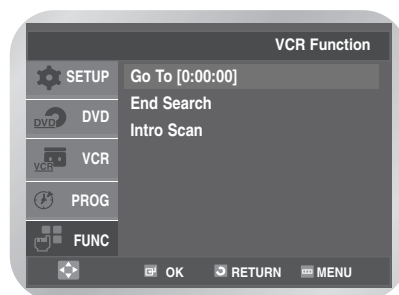 VCR Function
SETUP
DVD DVD
VCR VCR
PROG
FUNC
Go To [0:00:00]
End Search
Intro Scan
OK RETURN MENU